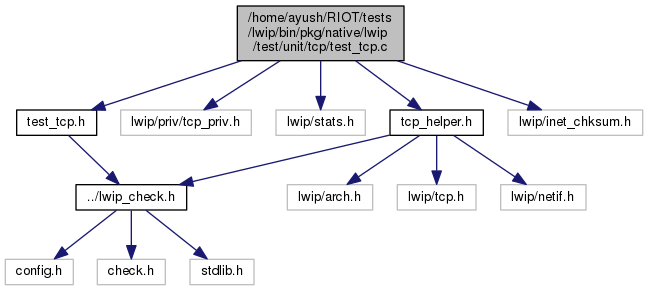 /home/ayush/RIOT/tests
/lwip/bin/pkg/native/lwip
/test/unit/tcp/test_tcp.c
test_tcp.h
lwip/priv/tcp_priv.h
lwip/stats.h
tcp_helper.h
lwip/inet_chksum.h
../lwip_check.h
lwip/arch.h
lwip/tcp.h
lwip/netif.h
config.h
check.h
stdlib.h